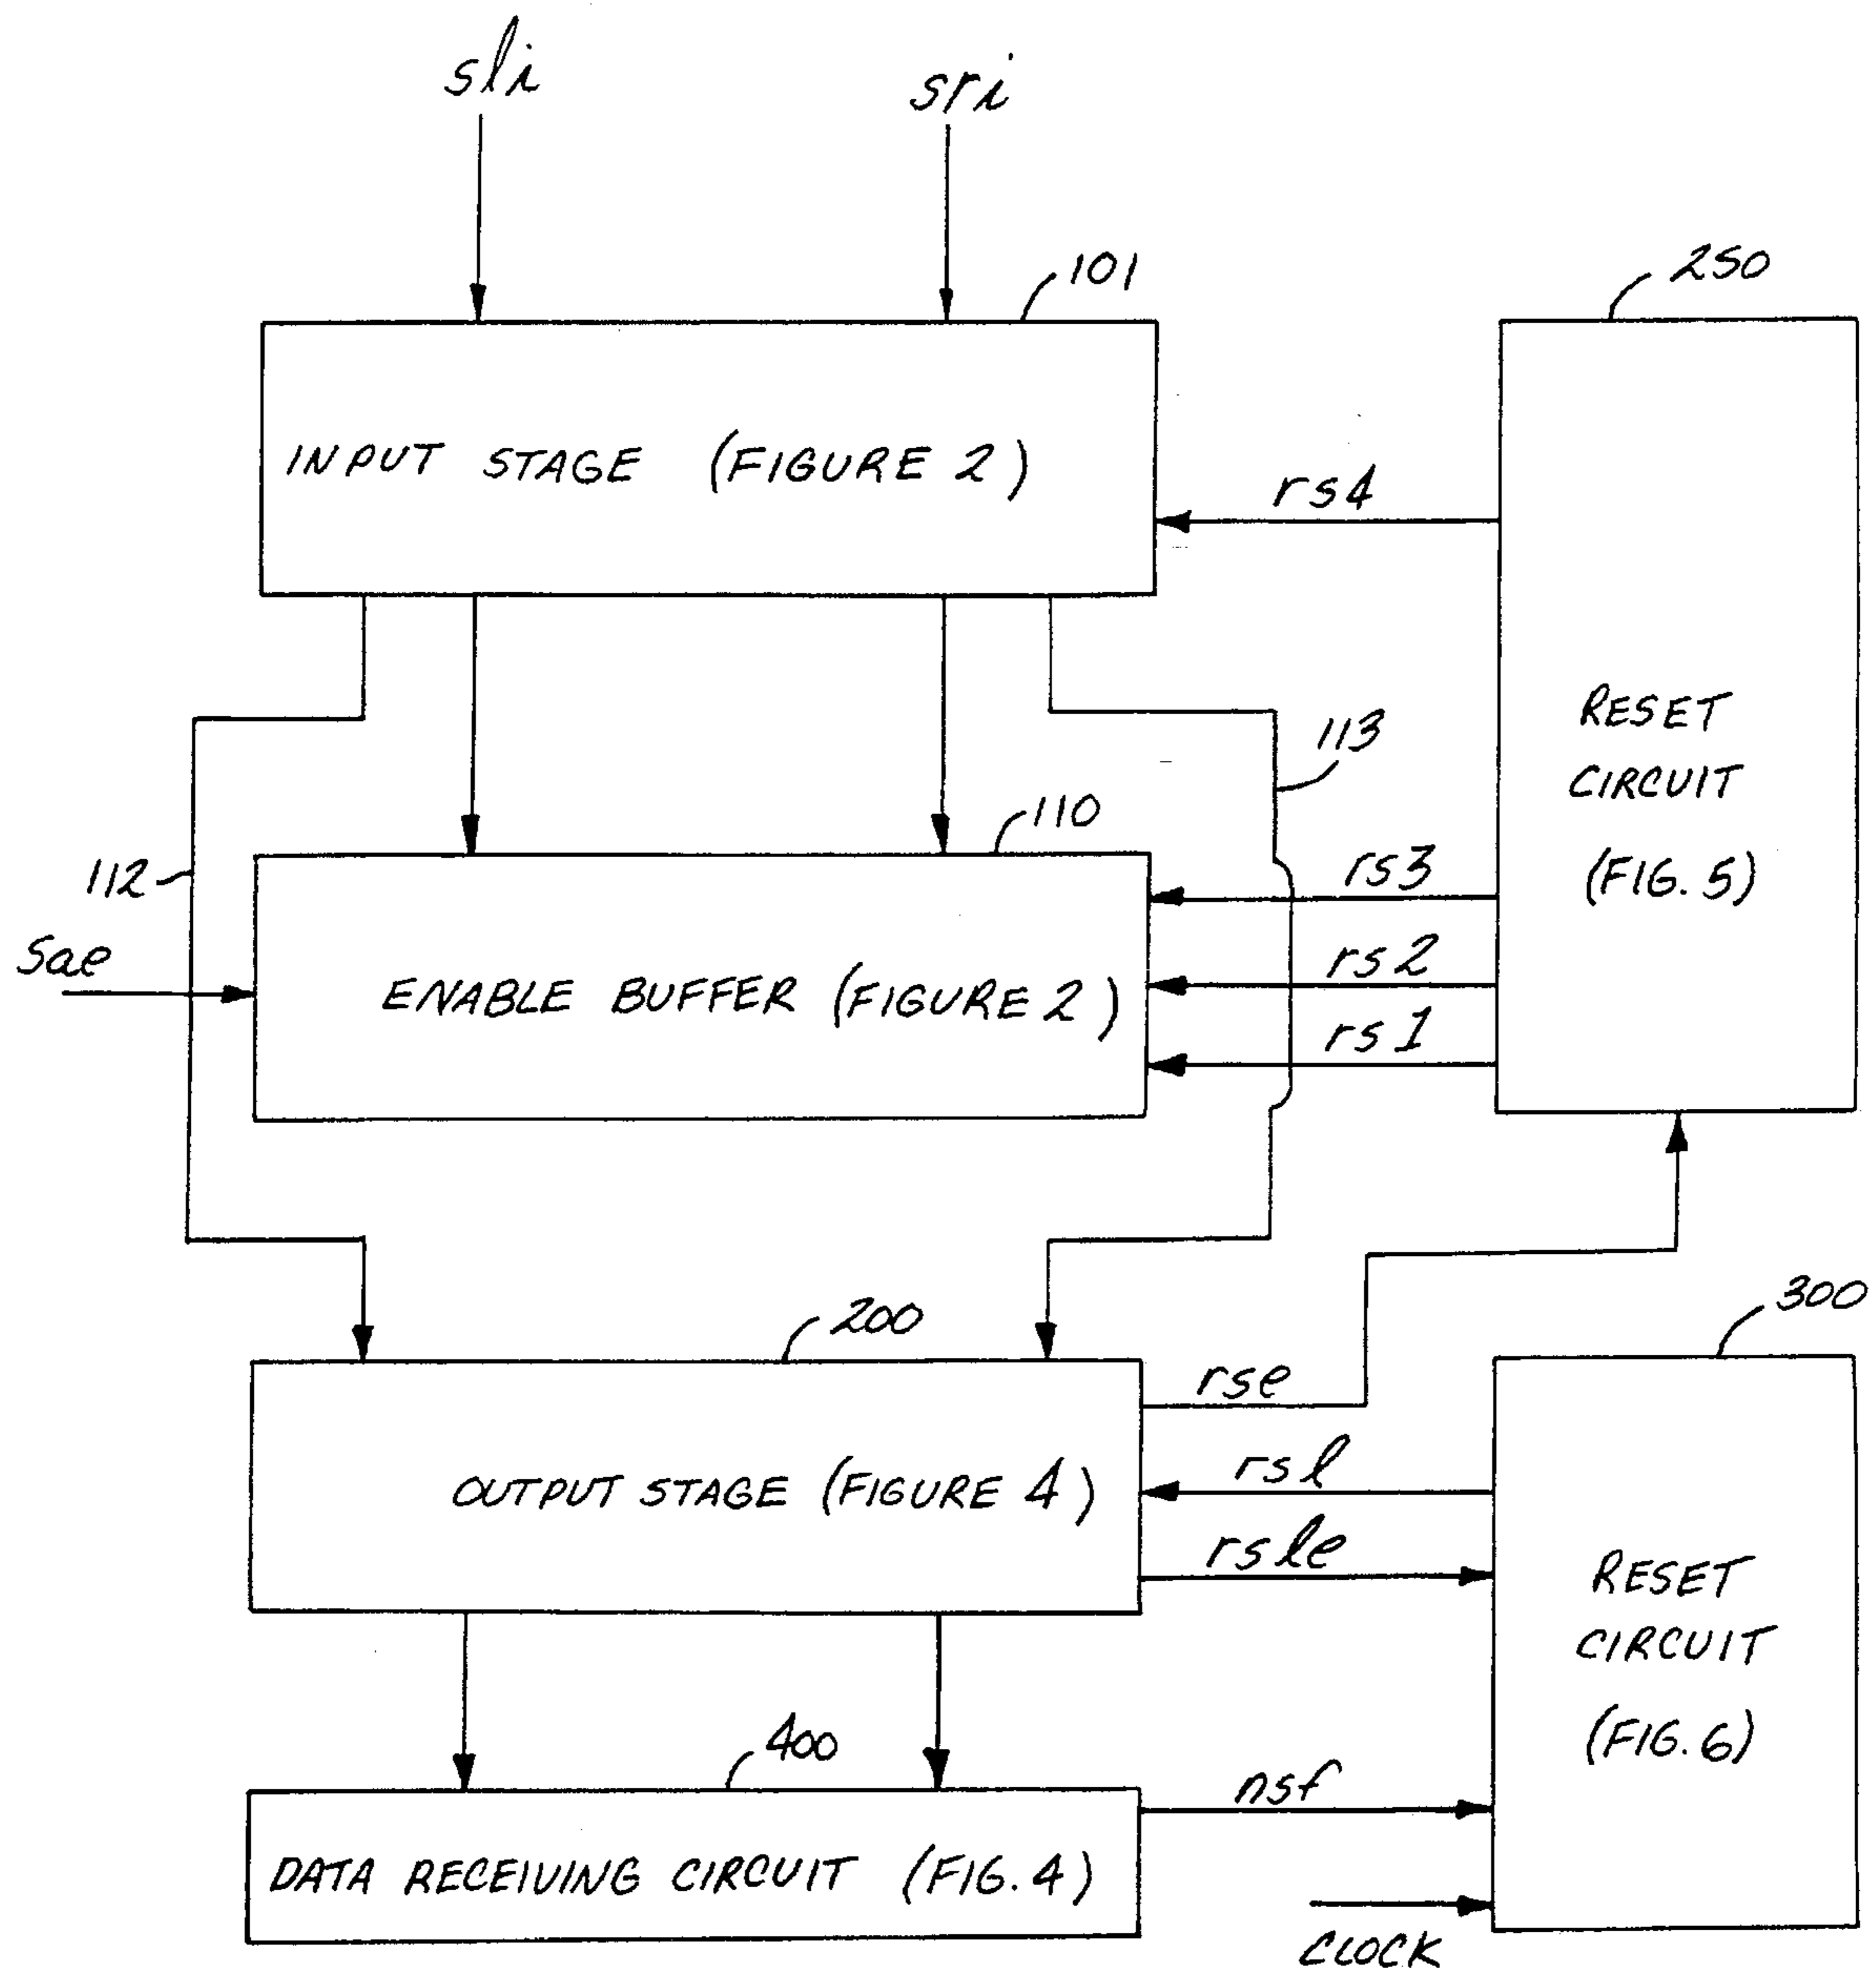 sli
sri
101
250
INPUT STAGE (FIGURE 2)
rs4
RESET
CIRCUIT
(FIG. 5)
113
110
112
rs3
sae
ENABLE BUFFER (FIGURE 2)
rs2
rs1
200
300
rse
OUTPUT STAGE (FIGURE 4)
rsl
rsle
RESET
CIRCUIT
(FIG. 6)
400
nsf
DATA RECEIVING CIRCUIT (FIG. 4)
CLOCK